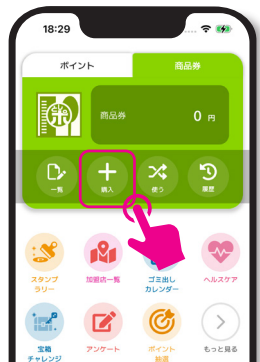 18:29
ポイント
商品券
商品券
0 円
一覧
購入
使う
履歴
スタンプ
ラリー
加盟店一覧
ゴミ出し
カレンダー
ヘルスケア
宝箱
チャレンジ
アンケート
ポイント
抽選
もっと見る